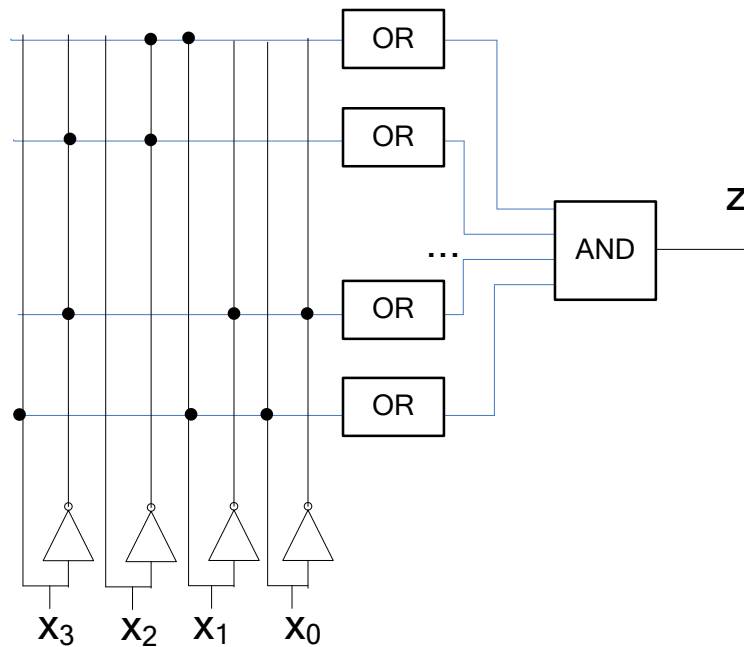 OR
OR
z
...
AND
OR
OR
x₃ x₂ x₁ x₀